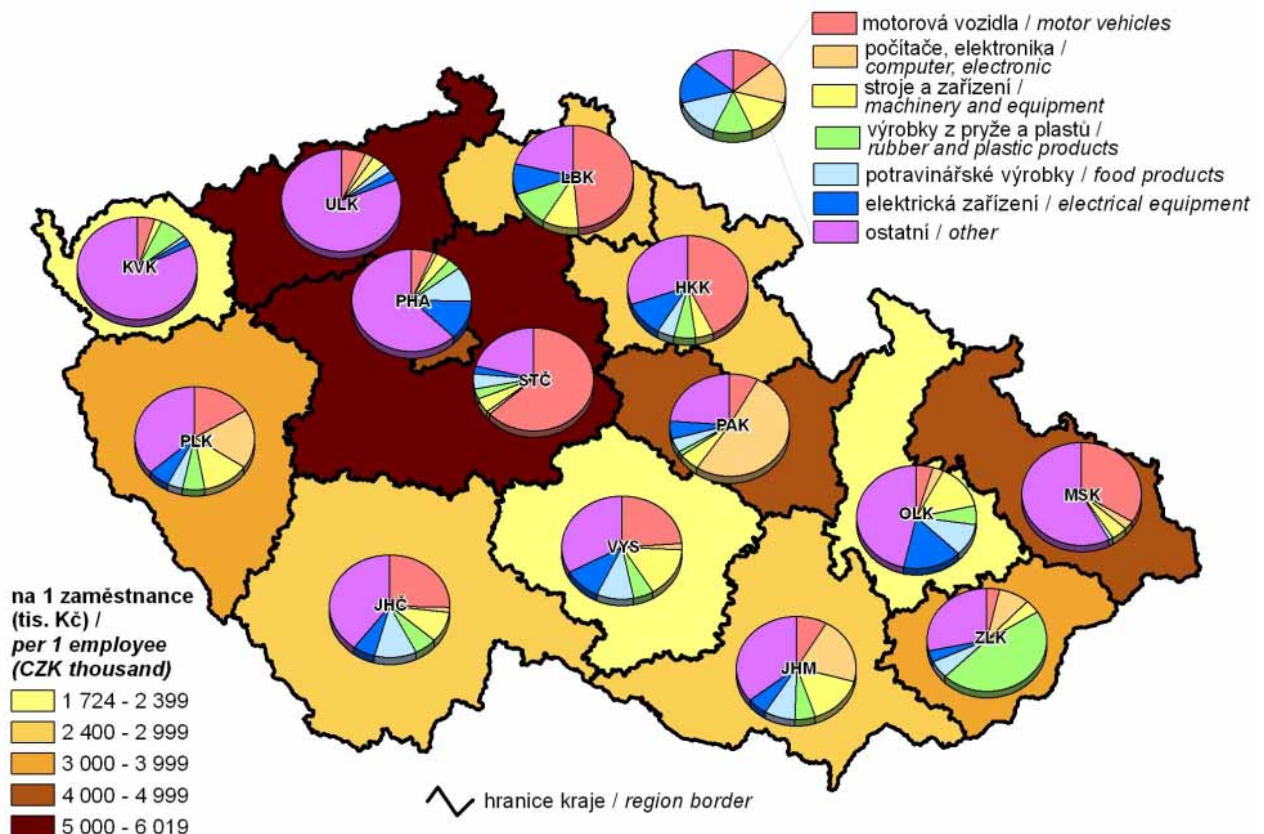 motorová vozidla / motor vehicles
počítače, elektronika /
computer, electronic
stroje a zařízení /
machinery and equipment
výrobky z pryže a plastů /
rubber and plastic products
potravinářské výrobky / food products
elektrická zařízení / electrical equipment
ostatní / other
LBK
ULK
KVK
PHA
HKK
STČ
PLK
PAK
MSK
OLK
VYS
JHČ
ZLK
JHM
na 1 zaměstnance
(tis. Kč) /
per 1 employee
(CZK thousand)
1 724 - 2 399
2 400 - 2 999
3 000 - 3 999
4 000 - 4 999
5 000 - 6 019
hranice kraje / region border